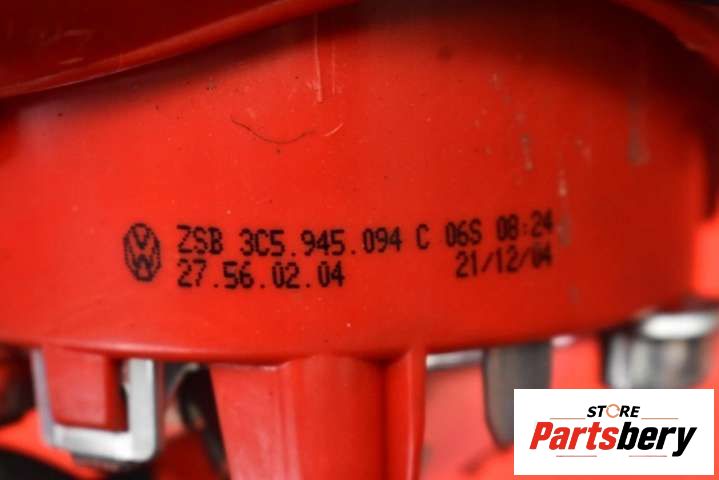 ZSB 3C5.945.094 C 06S 08:24
27.56.02.04 21/12/04
STORE
Partsbery